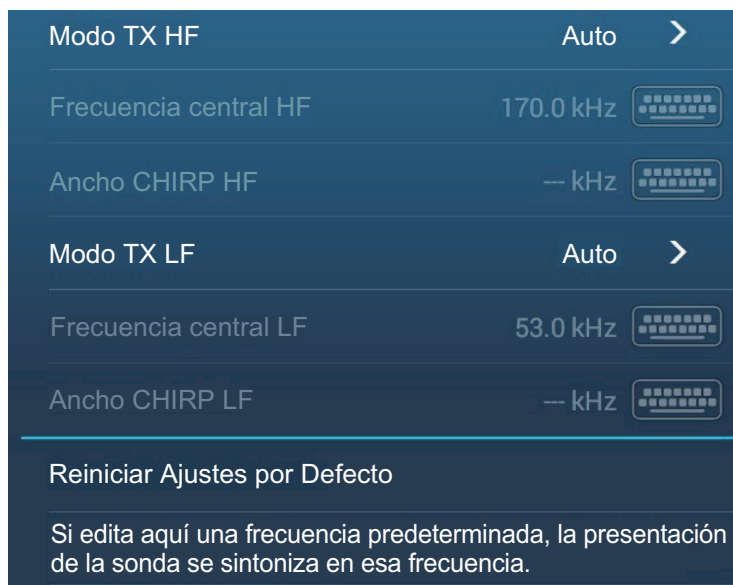 Modo TX HF Auto
Frecuencia central HF 170.0 kHz
Ancho CHIRP HF --- kHz
Modo TX LF Auto
Frecuencia central LF 53.0 kHz
Ancho CHIRP LF --- kHz
Reiniciar Ajustes por Defecto
Si edita aquí una frecuencia predeterminada, la presentación
de la sonda se sintoniza en esa frecuencia.